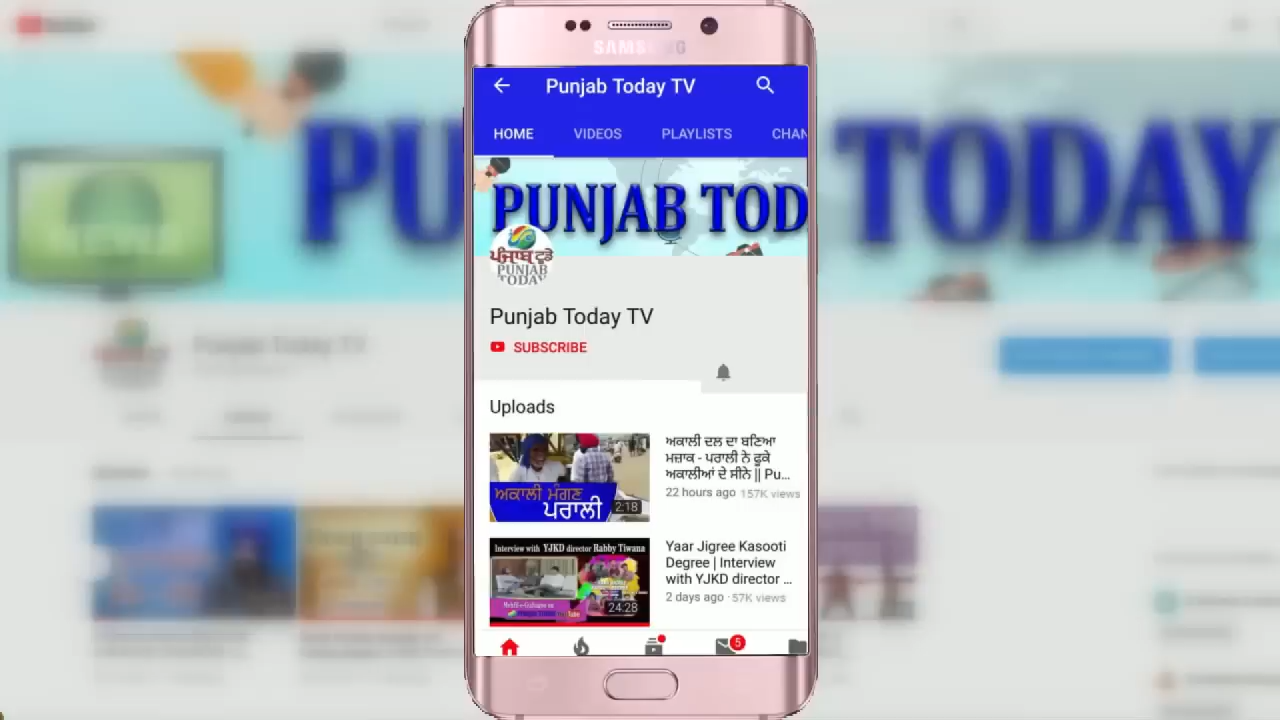 SAMSUNG
Punjab Today TV
HOME VIDEOS PLAYLISTS CHAN
PUNJAB TOD
ਪੰਜਾਬ ਟੂਡੇ
PUNJAB
TODAY
Punjab Today TV
SUBSCRIBE
Uploads
ਅਕਾਲੀ ਮੰਗਣ
ਪਰਾਲੀ
2:18
ਅਕਾਲੀ ਦਲ ਦਾ ਬਣਿਆ
ਮਜ਼ਾਕ - ਪਰਾਲੀ ਨੇ ਫੂਕੇ
ਅਕਾਲੀਆਂ ਦੇ ਸੀਨੇ || Pu...
22 hours ago 157K views
Interview with YJKD director Rabby Tiwana
24:28
Yaar Jigree Kasooti
Degree | Interview
with YJKD director ...
2 days ago · 57K views
5
PU
TODAY
Punjab Today TV